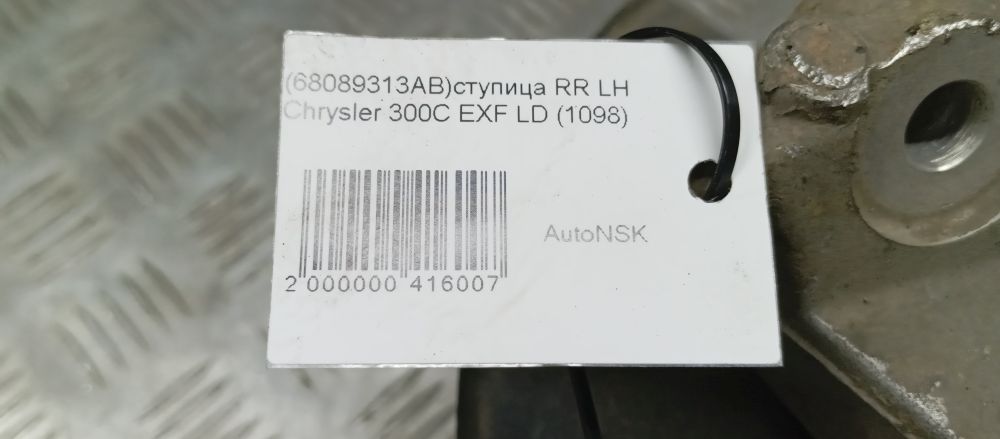 (68089313AB)ступица RR LH
Chrysler 300C EXF LD (1098)
AutoNSK
2 000000 416007